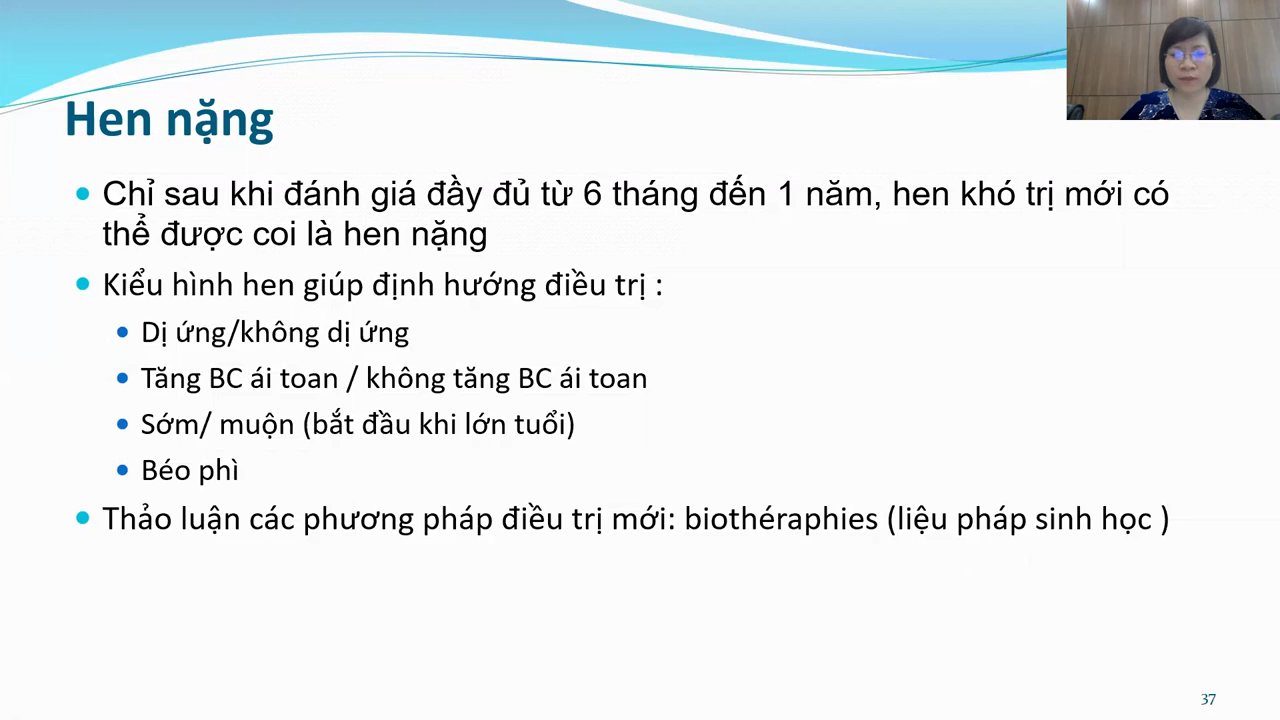 Hen nặng
Chỉ sau khi đánh giá đầy đủ từ 6 tháng đến 1 năm, hen khó trị mới có
thể được coi là hen nặng
Kiểu hình hen giúp định hướng điều trị :
Dị ứng/không dị ứng
Tăng BC ái toan / không tăng BC ái toan
Sớm/ muộn (bắt đầu khi lớn tuổi)
Béo phì
Thảo luận các phương pháp điều trị mới: biothéraphies (liệu pháp sinh học )
37